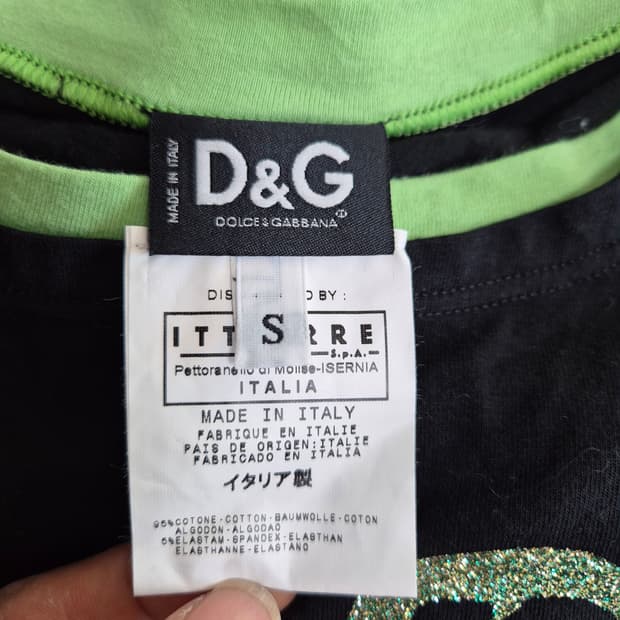 MADE IN ITALY
D&G
DOLCE & GABBANA
BY :
S
S.p.A.
Pettoranello di Molise-ISERNIA
ITALIA
MADE IN ITALY
FABRIQUE EN ITALIE
PAIS DE ORIGEN:ITALIE
FABRICADO EN ITALIA
イタリア製
95%COTONE-COTTON-BAUMWOLLE-COTON
ALGODON-ALGODAO
5%ELASTAM-SPANDEX-ELASTHAN
ELASTHANNE-ELASTANO